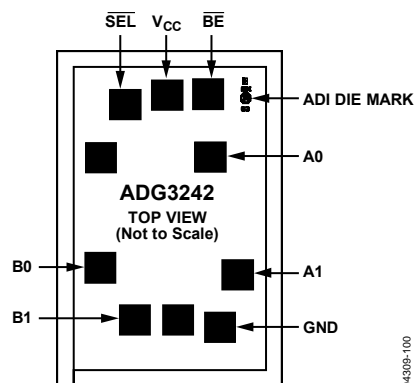 SEL VCC BE
ADI DIE MARK
A0
ADG3242
TOP VIEW
(Not to Scale)
B0
A1
B1
GND
04309-100